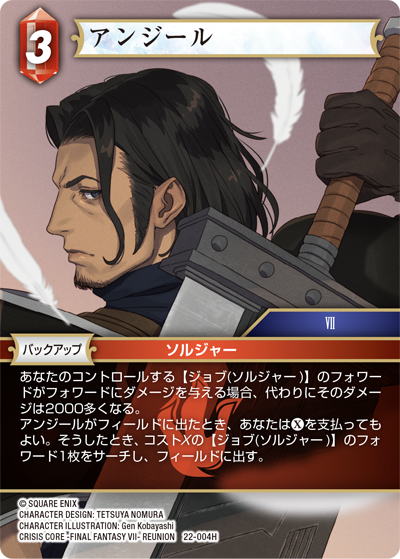 3
アンジール
VII
バックアップ
ソルジャー
あなたのコントロールする【ジョブ(ソルジャー)】のフォワー
ドがフォワードにダメージを与える場合、代わりにそのダメ
ージは2000多くなる。
アンジールがフィールドに出たとき、あなたはXを支払っても
よい。そうしたとき、コストXの【ジョブ(ソルジャー)】のフォ
ワード1枚をサーチし、フィールドに出す。
© SQUARE ENIX
CHARACTER DESIGN: TETSUYA NOMURA
CHARACTER ILLUSTRATION: Gen Kobayashi
CRISIS CORE -FINAL FANTASY VII- REUNION 22-004H